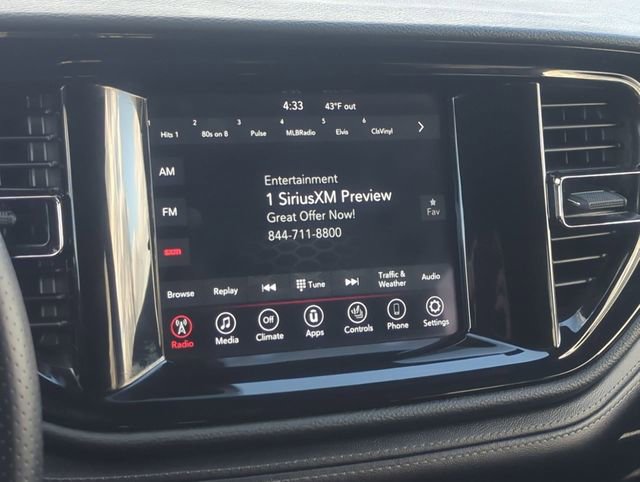 4:33 43°F out
1 Hits 1 2 80s on 8 3 Pulse 4 MLBRadio 5 Elvis 6 ClsVinyl
AM
FM
sxm
Entertainment
1 SiriusXM Preview
Great Offer Now!
844-711-8800
Fav
Browse Replay Tune Traffic & Weather Audio
Off
Radio Media Climate Apps Controls Phone Settings